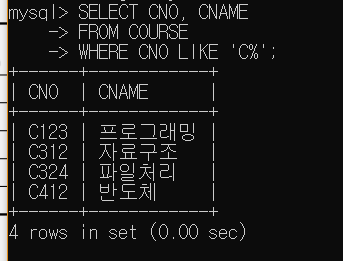 mysql> SELECT CNO, CNAME
    -> FROM COURSE
    -> WHERE CNO LIKE 'C%';
+------+------------+
| CNO  | CNAME      |
+------+------------+
| C123 | 프로그래밍 |
| C312 | 자료구조   |
| C324 | 파일처리   |
| C412 | 반도체     |
+------+------------+
4 rows in set (0.00 sec)